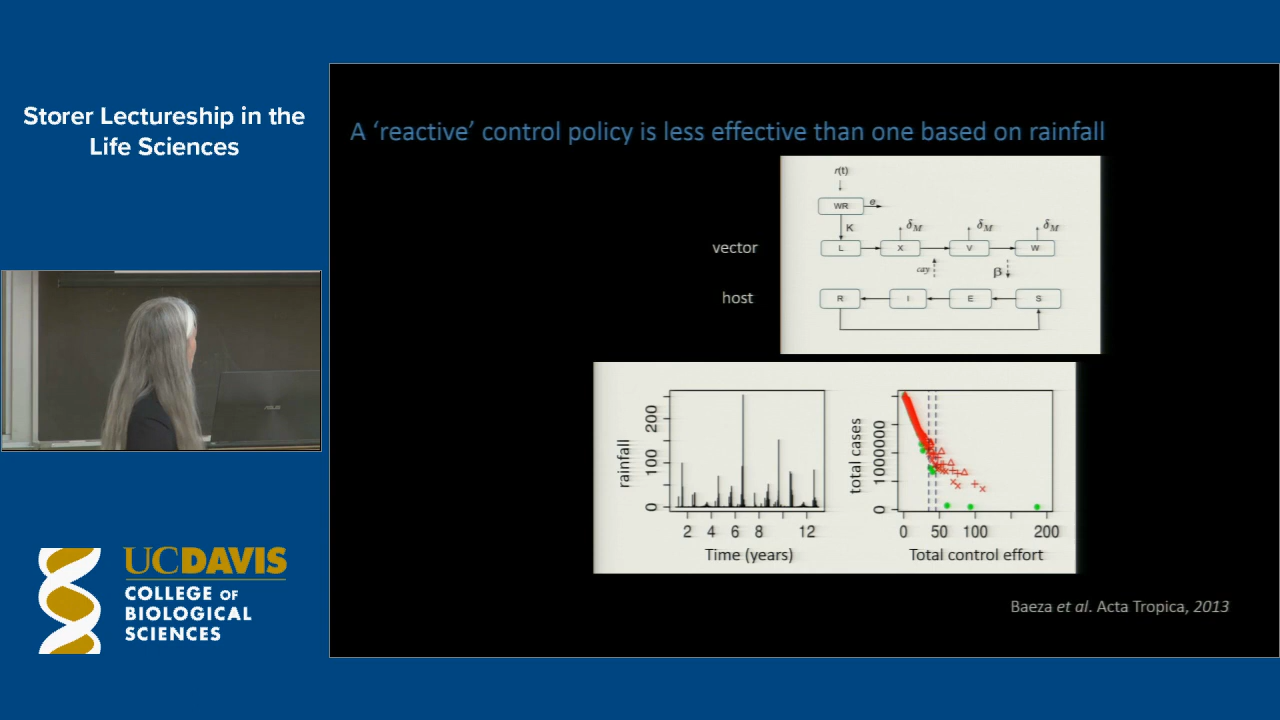 Storer Lectureship in the
Life Sciences
A ‘reactive’ control policy is less effective than one based on rainfall
r(t)
WR
e
K
δM
δM
δM
vector
L
X
V
W
cay
β
host
R
I
E
S
rainfall
0
100
200
2
4
6
8
12
Time (years)
total cases
0
1000000
0
50
100
200
Total control effort
Baeza et al. Acta Tropica, 2013
ASUS
UCDAVIS
COLLEGE OF
BIOLOGICAL
SCIENCES